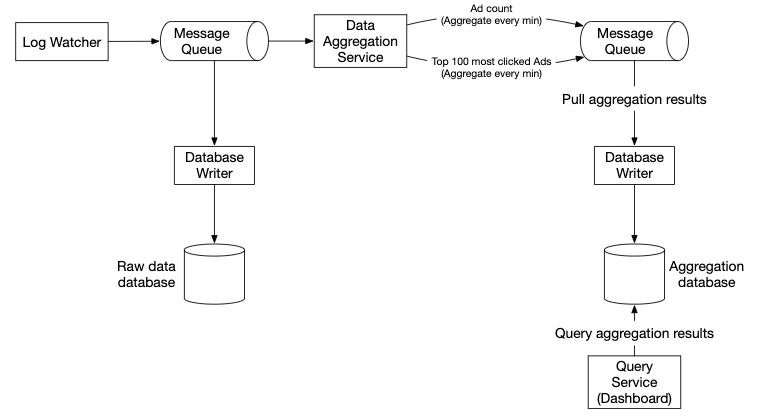 Log Watcher
Message
Queue
Data
Aggregation
Service
Ad count
(Aggregate every min)
Top 100 most clicked Ads
(Aggregate every min)
Message
Queue
Pull aggregation results
Database
Writer
Database
Writer
Raw data
database
Aggregation
database
Query aggregation results
Query
Service
(Dashboard)